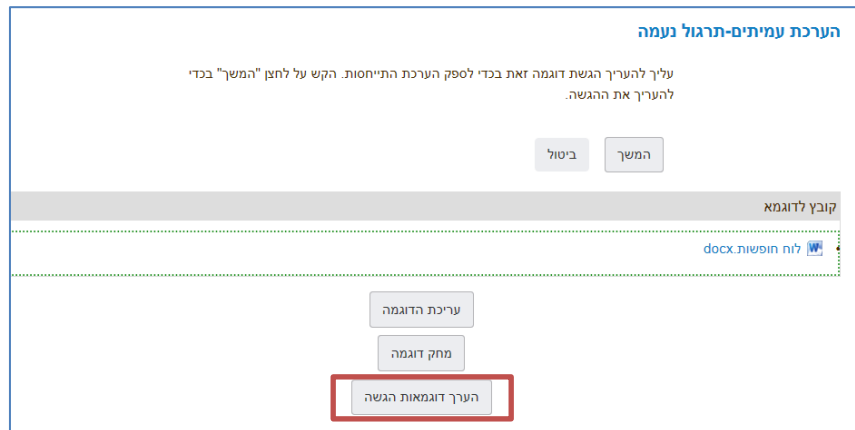 הערכת עמיתים-תרגול נעמה
עליך להעריך הגשת דוגמה זאת בכדי לספק הערכת התייחסות. הקש על לחצן "המשך" בכדי
להעריך את ההגשה.
המשך ביטול
קובץ לדוגמא
לוח חופשות.docx
עריכת הדוגמה
מחק דוגמה
הערך דוגמאות הגשה